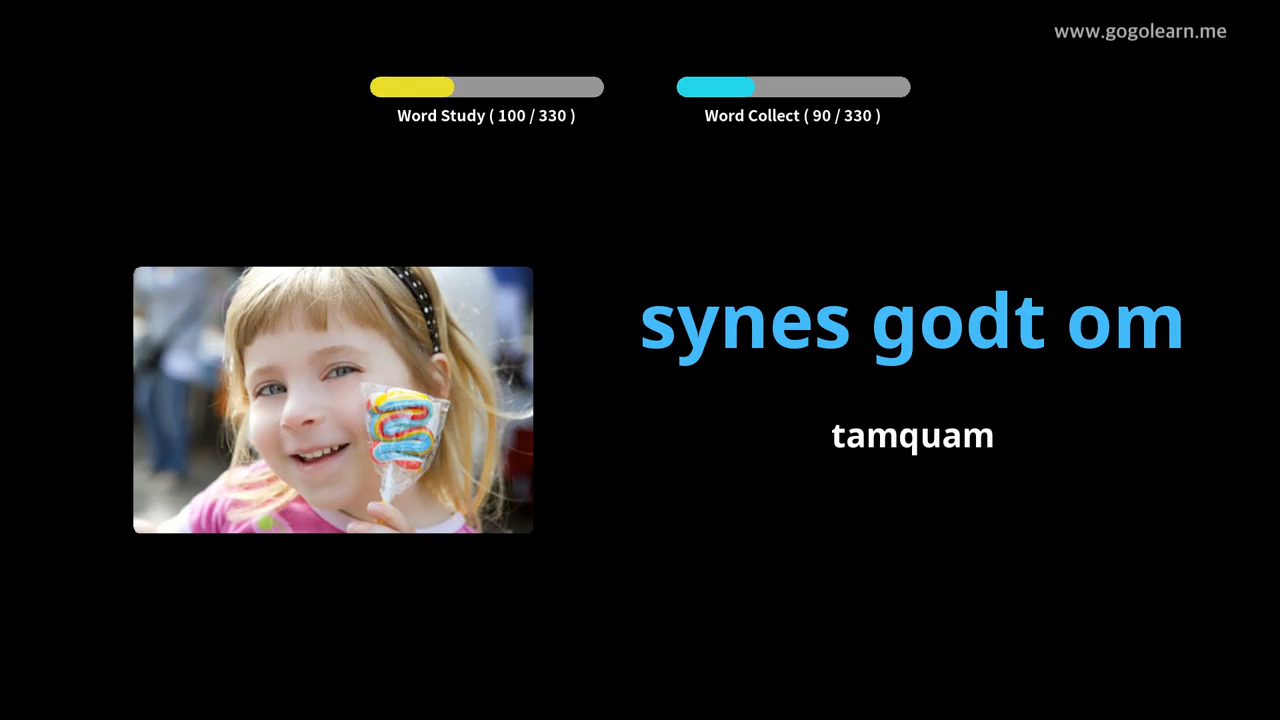 www.gogolearn.me
Word Study ( 100 / 330 )
Word Collect ( 90 / 330 )
synes godt om
tamquam